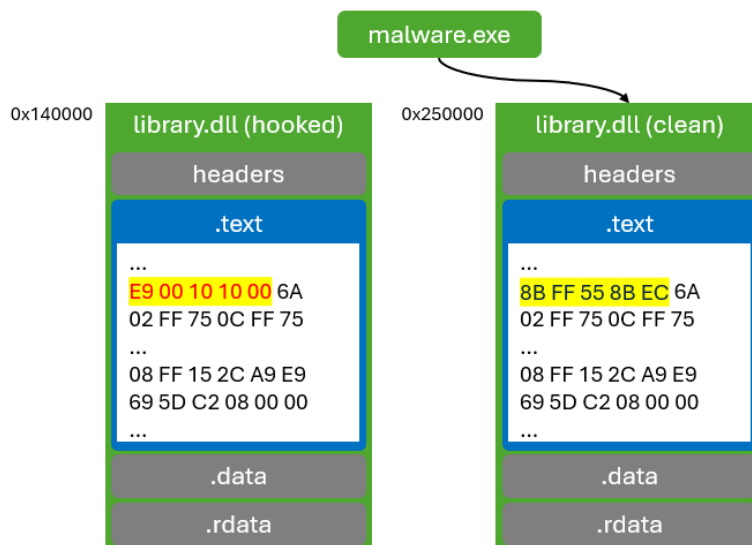 malware.exe
0x140000
library.dll (hooked)
headers
.text
...
E9 00 10 10 00 6A
02 FF 75 0C FF 75
...
08 FF 15 2C A9 E9
69 5D C2 08 00 00
...
.data
.rdata
0x250000
library.dll (clean)
headers
.text
...
8B FF 55 8B EC 6A
02 FF 75 0C FF 75
...
08 FF 15 2C A9 E9
69 5D C2 08 00 00
...
.data
.rdata